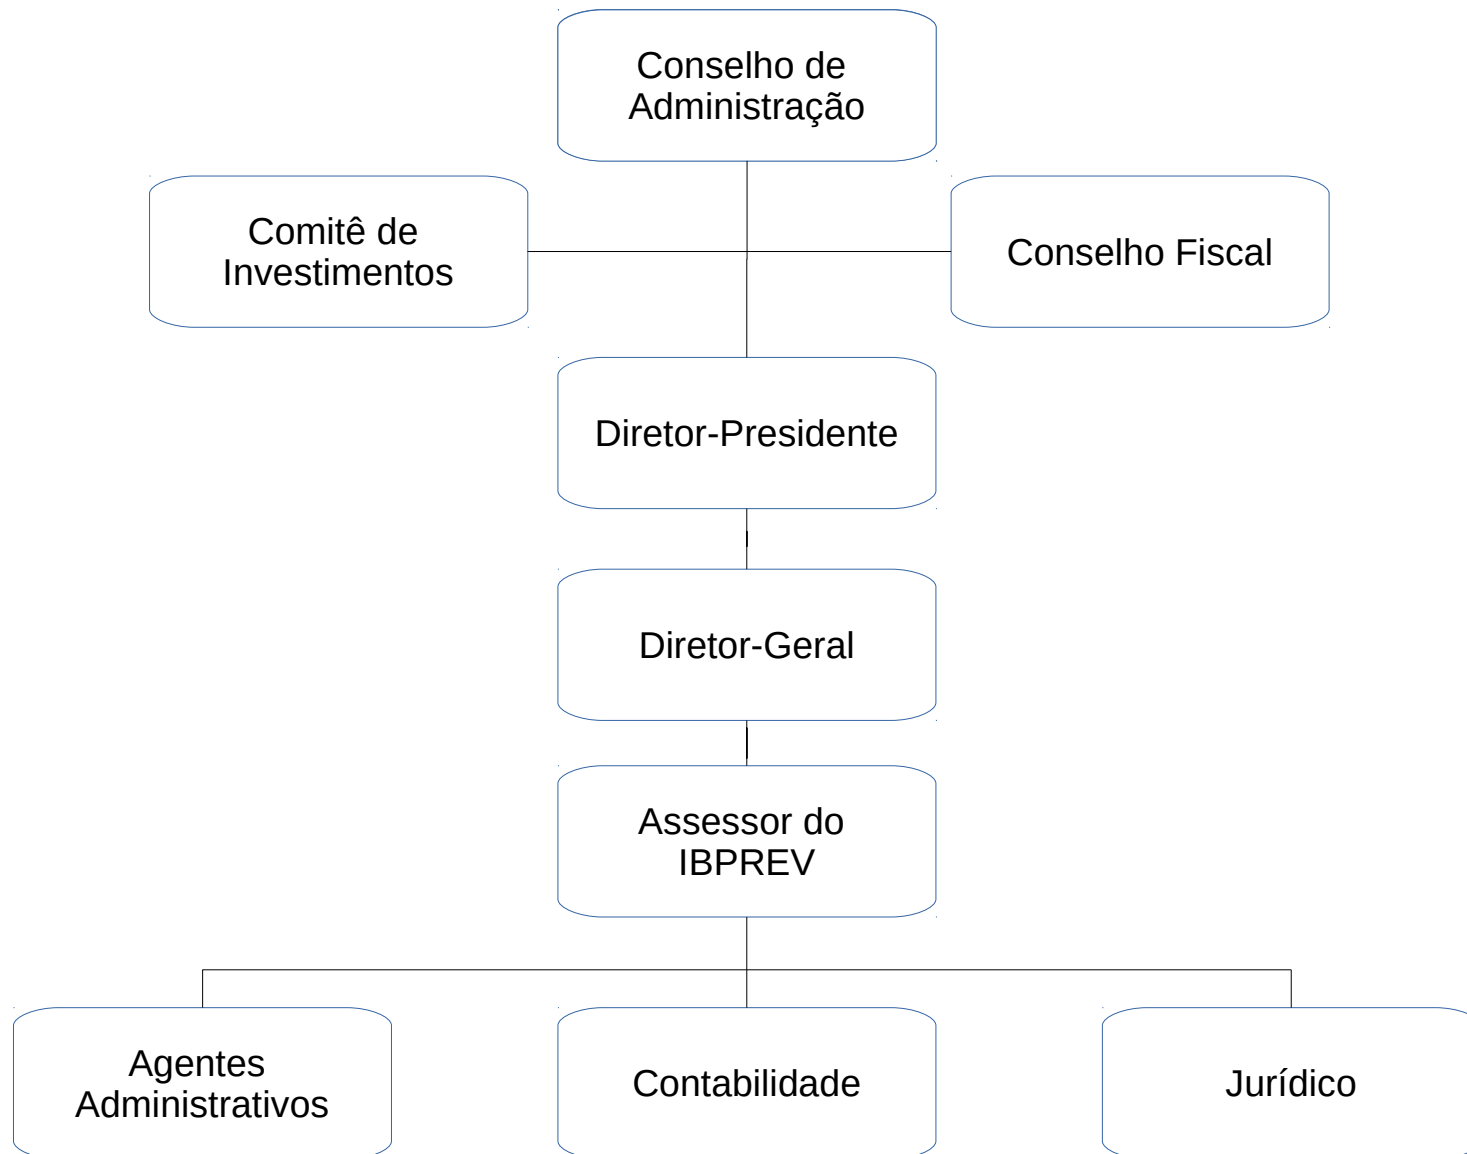 Conselho de
Administração
Comitê de
Investimentos
Conselho Fiscal
Diretor-Presidente
Diretor-Geral
Assessor do
IBPREV
Agentes
Administrativos
Contabilidade
Jurídico